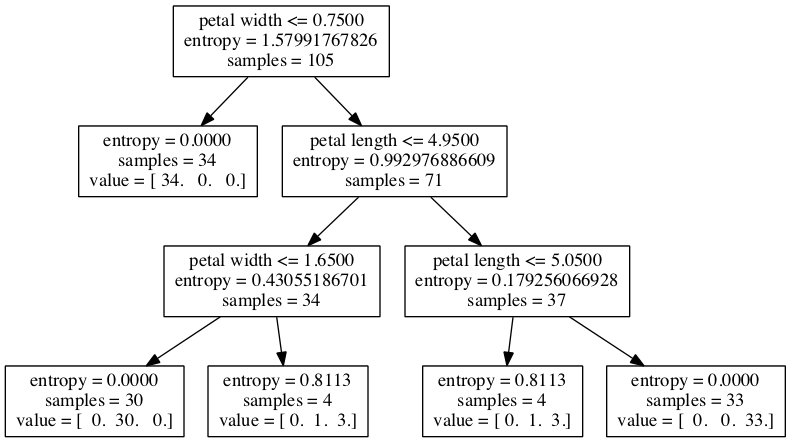 petal width <= 0.7500
entropy = 1.57991767826
samples = 105
entropy = 0.0000
samples = 34
value = [ 34.   0.   0.]
petal length <= 4.9500
entropy = 0.992976886609
samples = 71
petal width <= 1.6500
entropy = 0.43055186701
samples = 34
petal length <= 5.0500
entropy = 0.179256066928
samples = 37
entropy = 0.0000
samples = 30
value = [  0.  30.   0.]
entropy = 0.8113
samples = 4
value = [ 0.  1.  3.]
entropy = 0.8113
samples = 4
value = [ 0.  1.  3.]
entropy = 0.0000
samples = 33
value = [  0.   0.  33.]